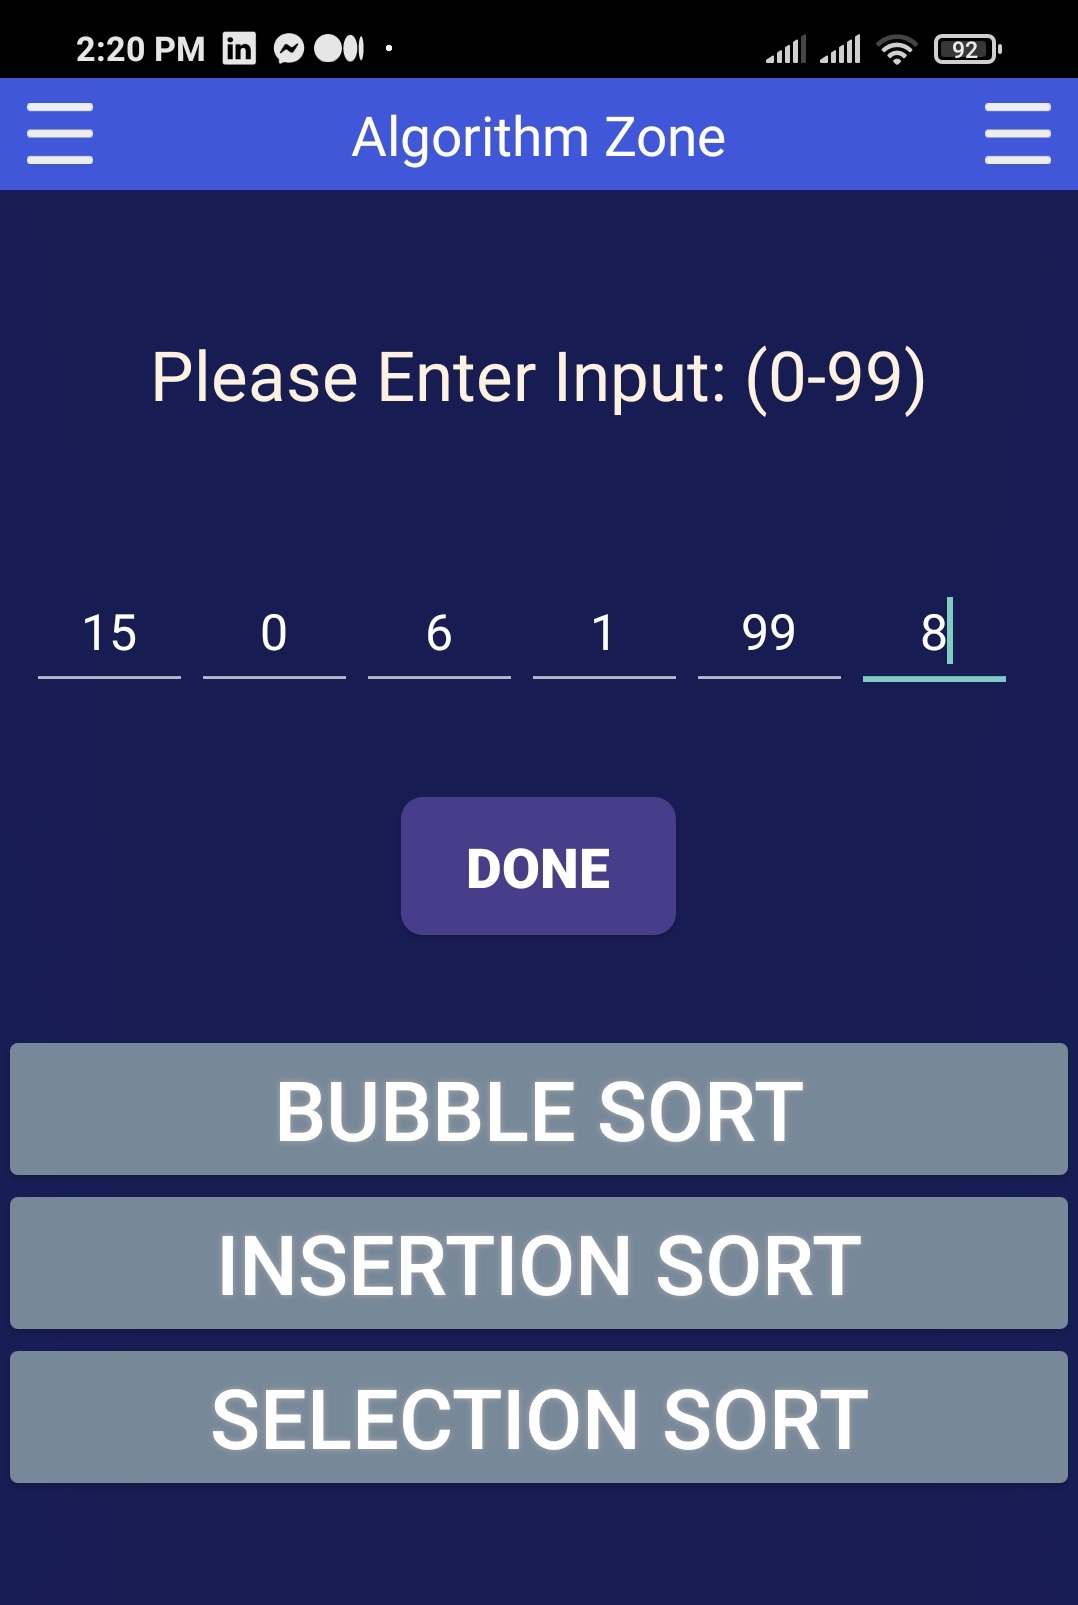 2:20 PM in 92
Algorithm Zone
Please Enter Input: (0-99)
15 0 6 1 99 8
DONE
BUBBLE SORT
INSERTION SORT
SELECTION SORT